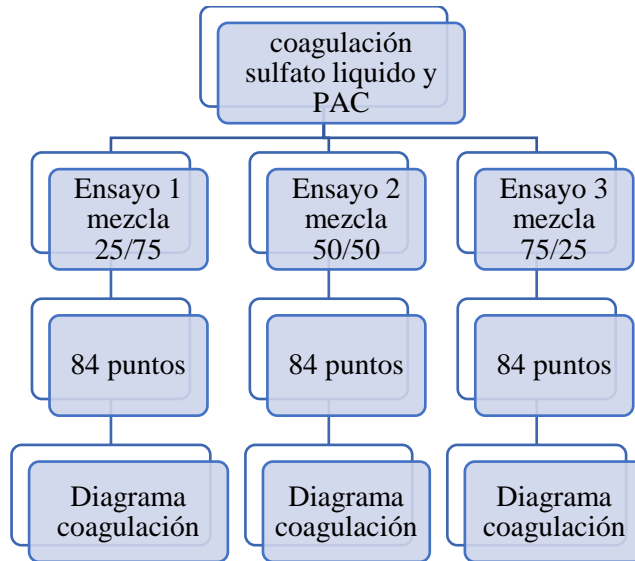 coagulación
sulfato liquido y
PAC
Ensayo 1
mezcla
25/75
Ensayo 2
mezcla
50/50
Ensayo 3
mezcla
75/25
84 puntos
84 puntos
84 puntos
Diagrama
coagulación
Diagrama
coagulación
Diagrama
coagulación